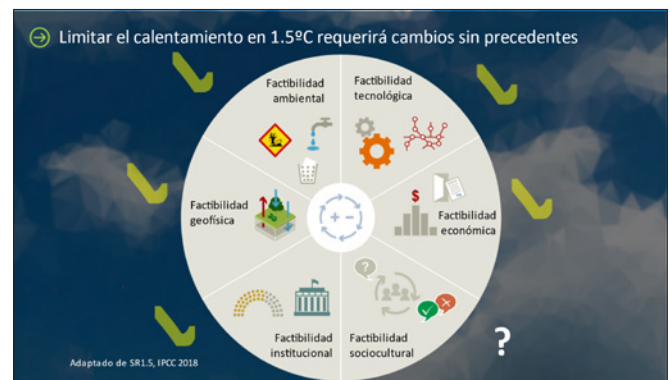 Limitar el calentamiento en 1.5ºC requerirá cambios sin precedentes
Factibilidad
ambiental
Factibilidad
tecnológica
Factibilidad
geofísica
$
Factibilidad
económica
+ -
?
Factibilidad
institucional
Factibilidad
sociocultural
?
Adaptado de SR1.5, IPCC 2018